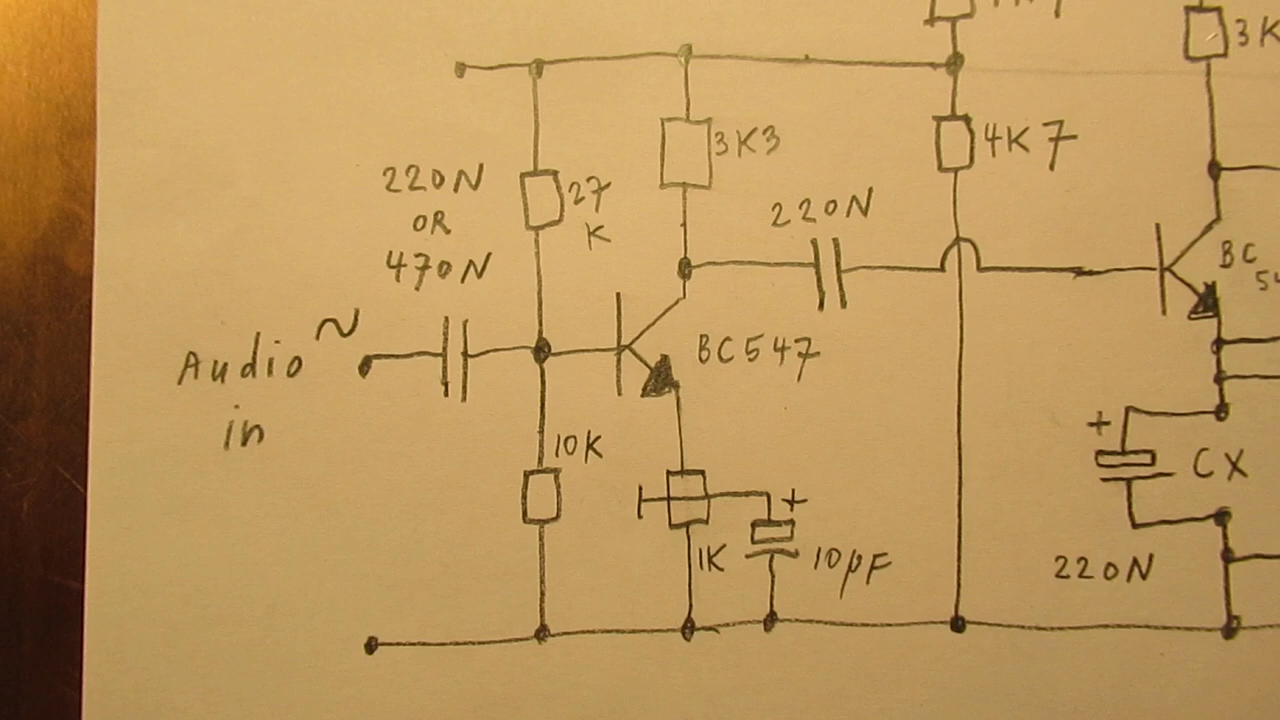 3K
220N
OR
470N
27
K
3K3
4K7
220N
BC
Audio ~
in
BC547
10K
+
+
CX
1K
10µF
220N